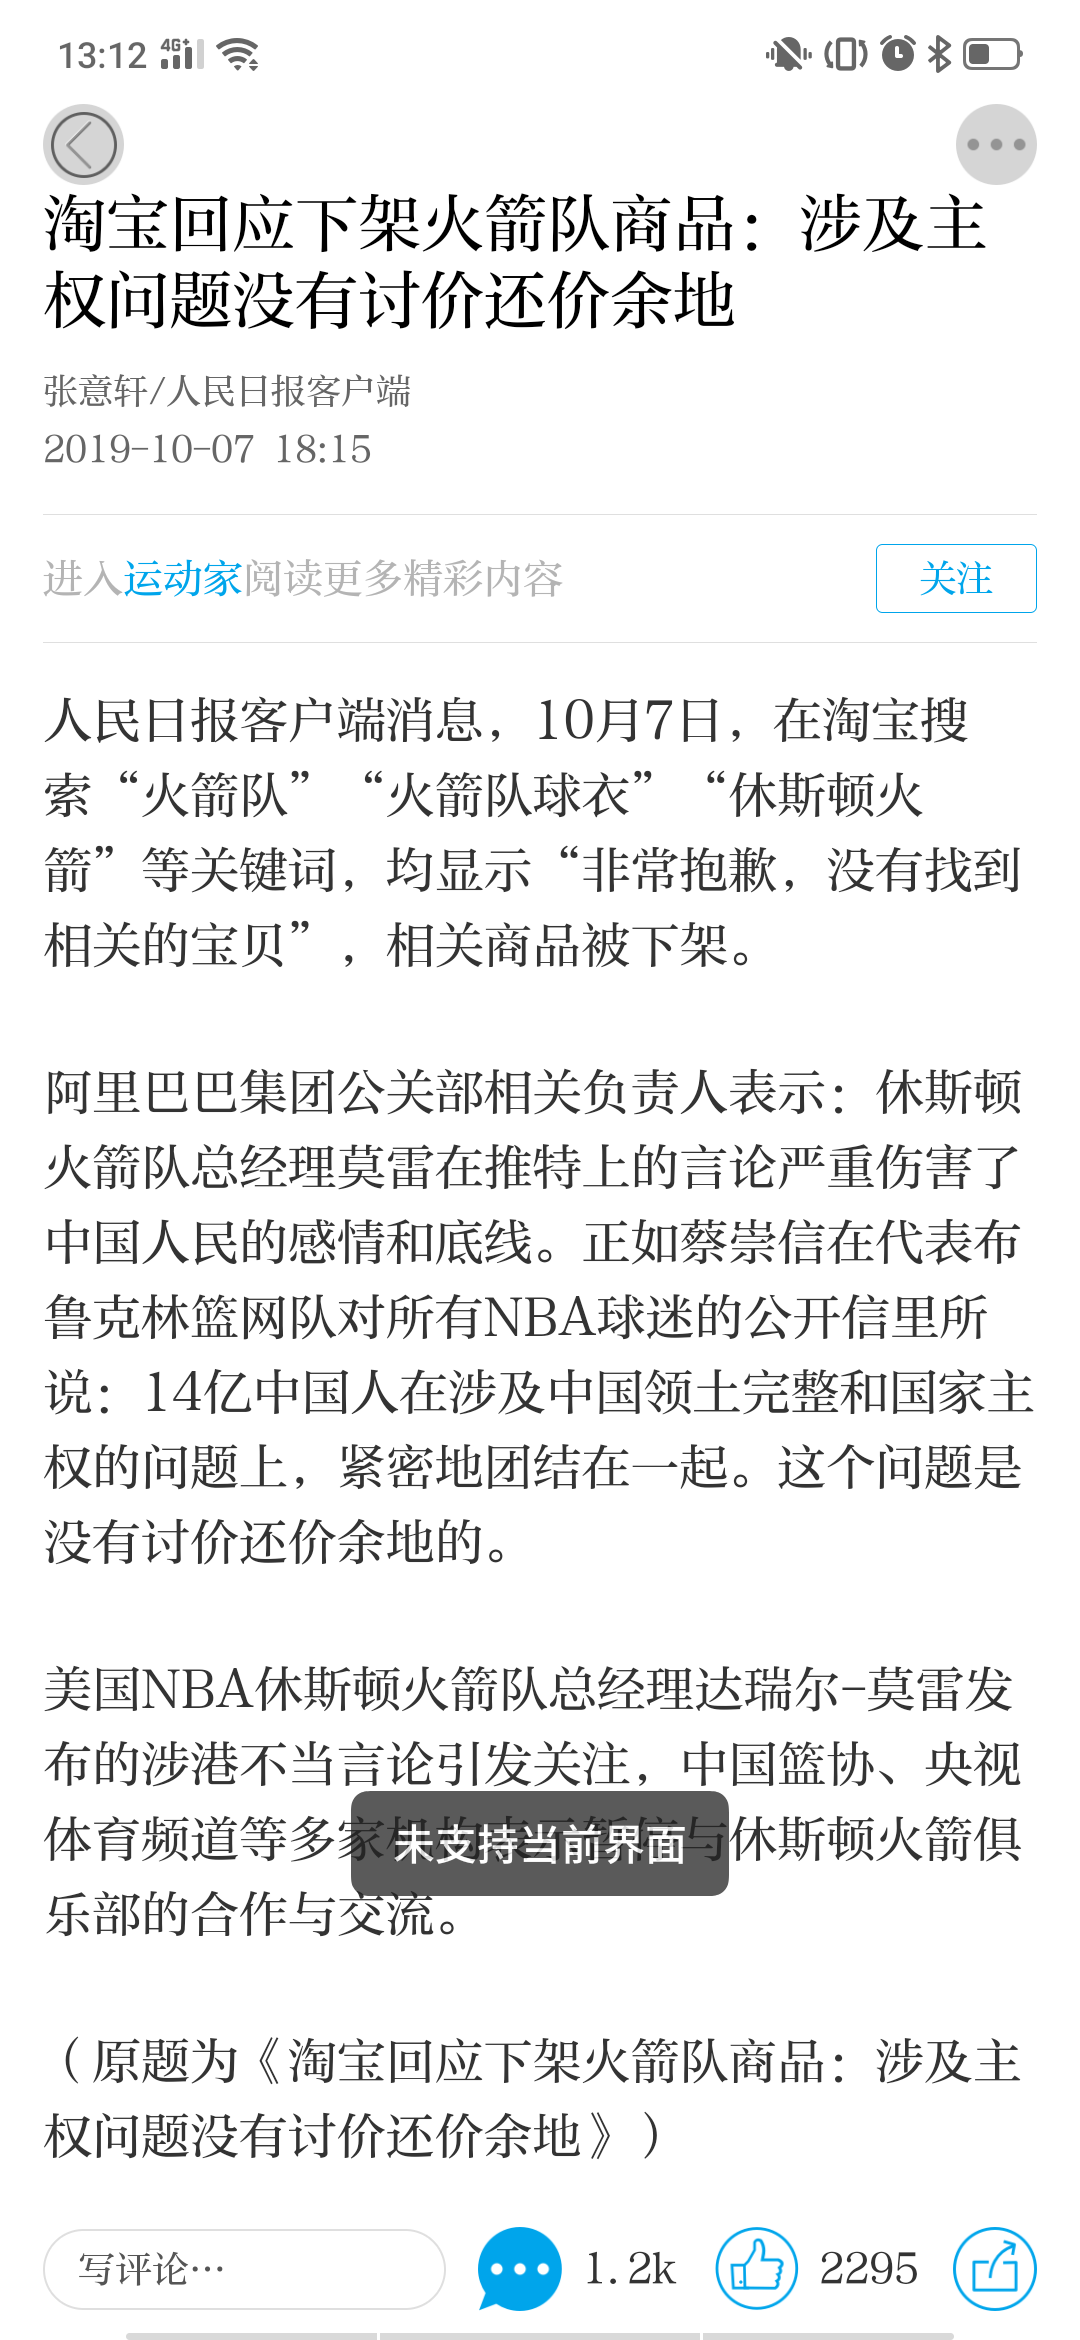 13:12 4G+
淘宝回应下架火箭队商品：涉及主
权问题没有讨价还价余地
张意轩/人民日报客户端
2019-10-07 18:15
进入运动家阅读更多精彩内容
关注
人民日报客户端消息，10月7日，在淘宝搜
索“火箭队”“火箭队球衣”“休斯顿火
箭”等关键词，均显示“非常抱歉，没有找到
相关的宝贝”，相关商品被下架。
阿里巴巴集团公关部相关负责人表示：休斯顿
火箭队总经理莫雷在推特上的言论严重伤害了
中国人民的感情和底线。正如蔡崇信在代表布
鲁克林篮网队对所有NBA球迷的公开信里所
说：14亿中国人在涉及中国领土完整和国家主
权的问题上，紧密地团结在一起。这个问题是
没有讨价还价余地的。
美国NBA休斯顿火箭队总经理达瑞尔-莫雷发
布的涉港不当言论引发关注，中国篮协、央视
体育频道等多家与休斯顿火箭俱
未支持当前界面
乐部的合作与交流。
（原题为《淘宝回应下架火箭队商品：涉及主
权问题没有讨价还价余地》）
写评论… 1.2k 2295